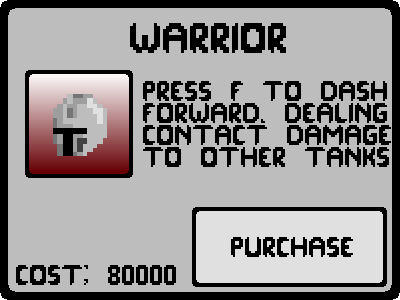 WARRIOR
PRESS F TO DASH
FORWARD. DEALING
CONTACT DAMAGE
TO OTHER TANKS
PURCHASE
COST: 80000